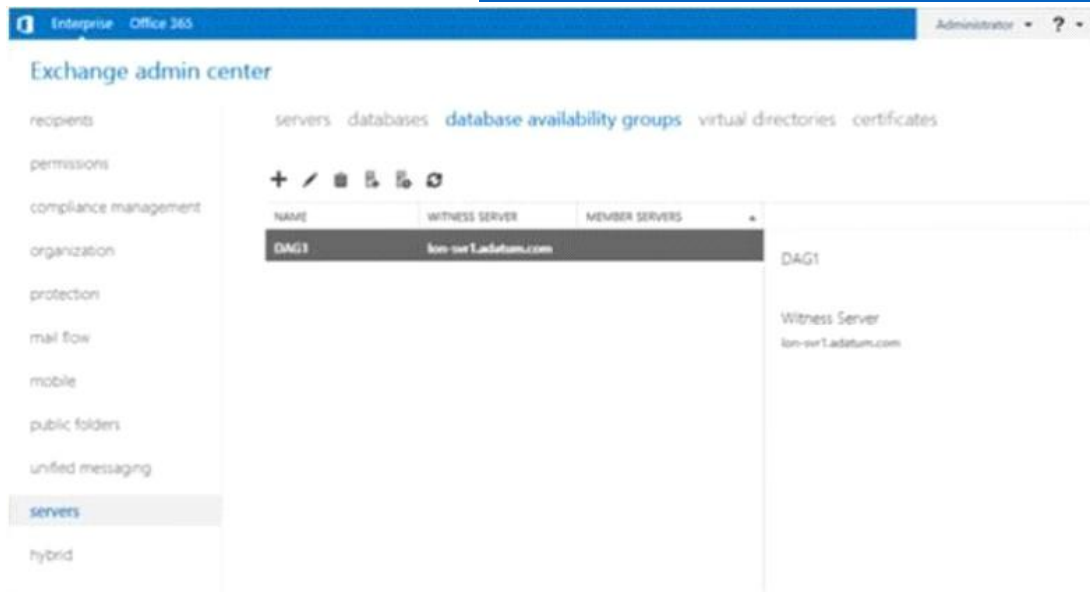 Enterprise Office 365
Administrator ?
Exchange admin center
recipients
permissions
compliance management
organization
protection
mail flow
mobile
public folders
unified messaging
servers
hybrid
servers databases database availability groups virtual directories certificates
NAME WITNESS SERVER MEMBER SERVERS
DAG1 lon-svr1.adatum.com
DAG1
Witness Server
lon-svr1.adatum.com